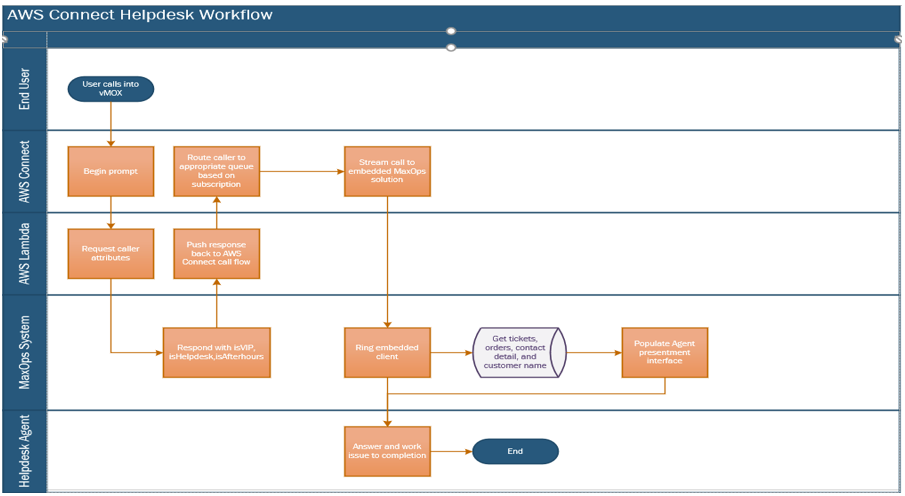 AWS Connect Helpdesk Workflow
End User
User calls into
vMOX
AWS Connect
Begin prompt
Route caller to
appropriate queue
based on
subscription
Stream call to
embedded MaxOps
solution
AWS Lambda
Request caller
attributes
Push response
back to AWS
Connect call flow
MaxOps System
Respond with isVIP,
isHelpdesk,isAfterhours
Ring embedded
client
Get tickets,
orders, contact
detail, and
customer name
Populate Agent
presentment
interface
Helpdesk Agent
Answer and work
issue to completion
End